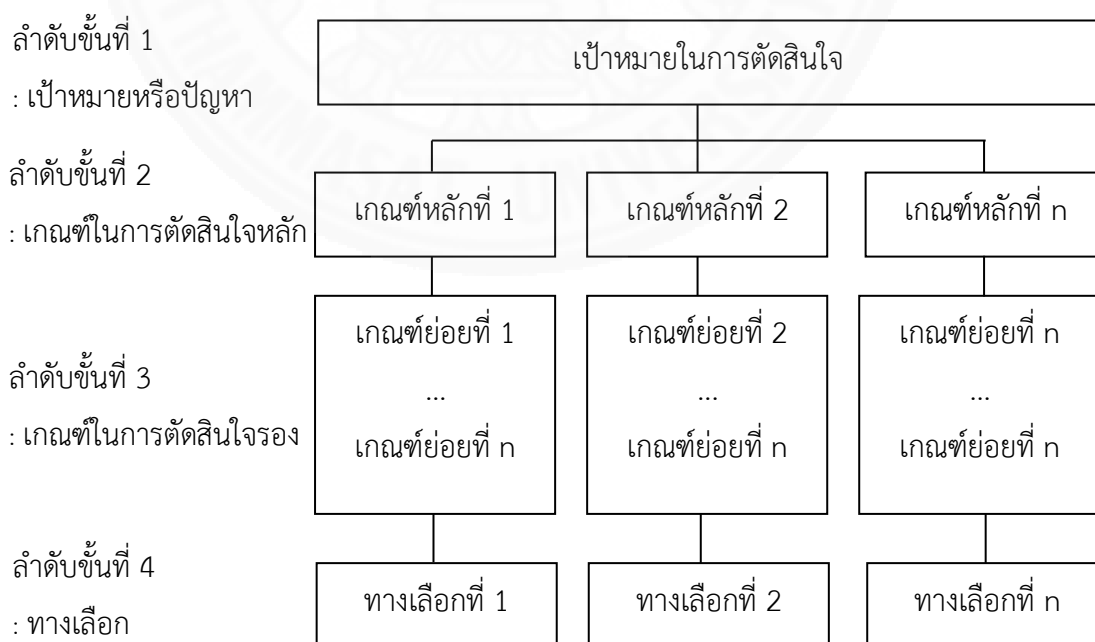 ลำดับขั้นที่ 1
: เป้าหมายหรือปัญหา
เป้าหมายในการตัดสินใจ
ลำดับขั้นที่ 2
: เกณฑ์ในการตัดสินใจหลัก
เกณฑ์หลักที่ 1
เกณฑ์หลักที่ 2
เกณฑ์หลักที่ n
ลำดับขั้นที่ 3
: เกณฑ์ในการตัดสินใจรอง
เกณฑ์ย่อยที่ 1
...
เกณฑ์ย่อยที่ n
เกณฑ์ย่อยที่ 2
...
เกณฑ์ย่อยที่ n
เกณฑ์ย่อยที่ n
...
เกณฑ์ย่อยที่ n
ลำดับขั้นที่ 4
: ทางเลือก
ทางเลือกที่ 1
ทางเลือกที่ 2
ทางเลือกที่ n